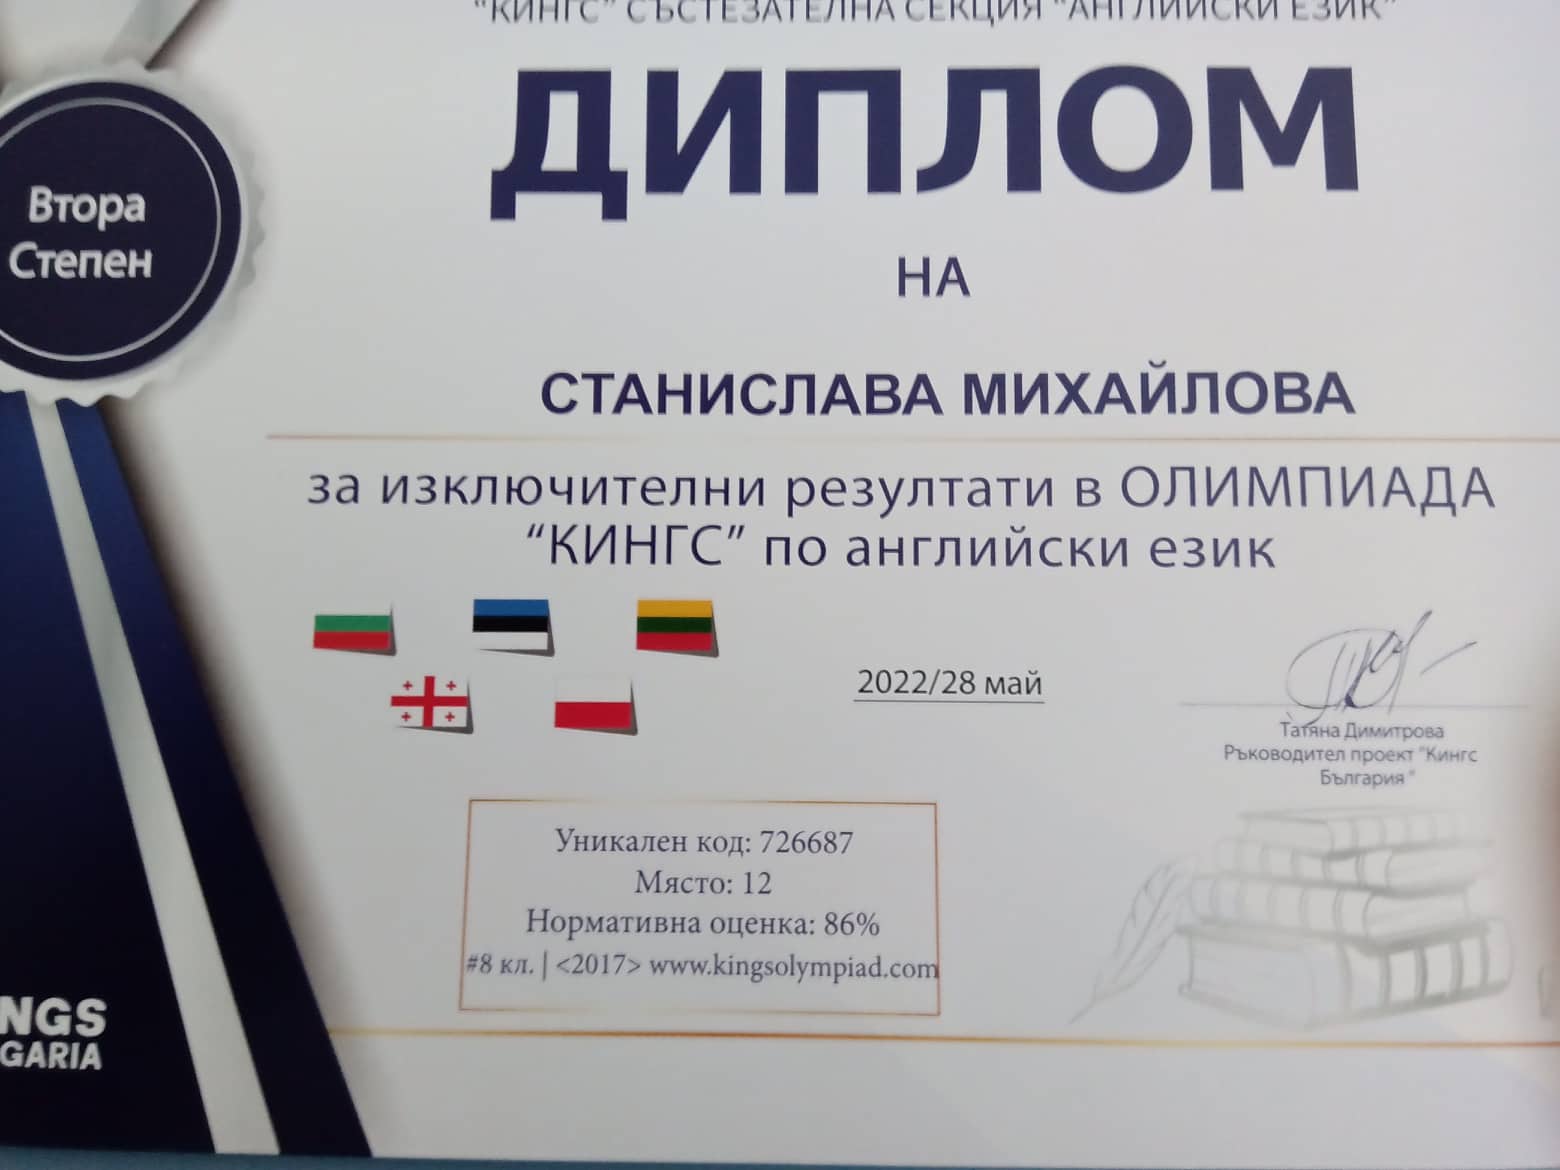 “КИНГС” СЪСТЕЗАТЕЛНА СЕКЦИЯ “АНГЛИЙСКИ ЕЗИК”
ДИПЛОМ
НА
Втора
Степен
СТАНИСЛАВА МИХАЙЛОВА
за изключителни резултати в ОЛИМПИАДА
“КИНГС” по английски език
2022/28 май
Татяна Димитрова
Ръководител проект “Кингс
България “
Уникален код: 726687
Място: 12
Нормативна оценка: 86%
#8 кл. | <2017> www.kingsolympiad.com
NGS
GARIA